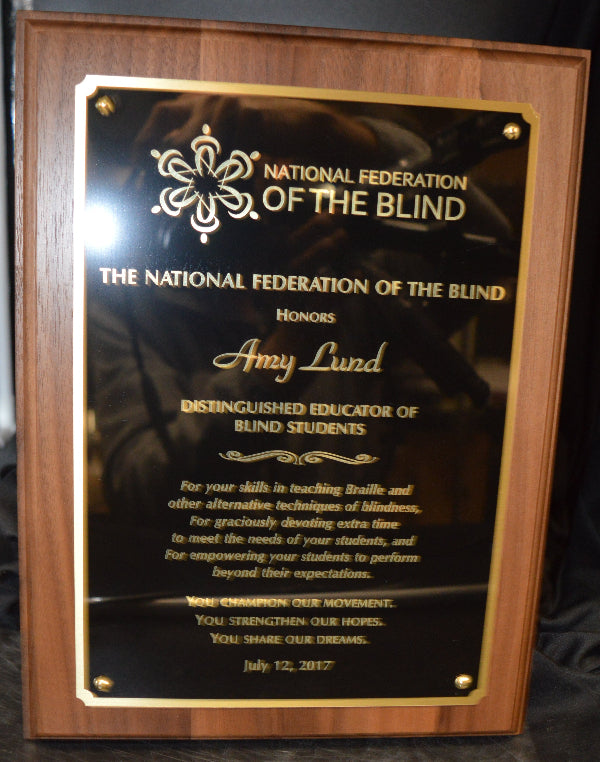 NATIONAL FEDERATION
OF THE BLIND
THE NATIONAL FEDERATION OF THE BLIND
HONORS
Amy Lund
DISTINGUISHED EDUCATOR OF
BLIND STUDENTS
For your skills in teaching Braille and
other alternative techniques of blindness,
For graciously devoting extra time
to meet the needs of your students, and
For empowering your students to perform
beyond their expectations.
YOU CHAMPION OUR MOVEMENT.
YOU STRENGTHEN OUR HOPES.
YOU SHARE OUR DREAMS.
July 12, 2017